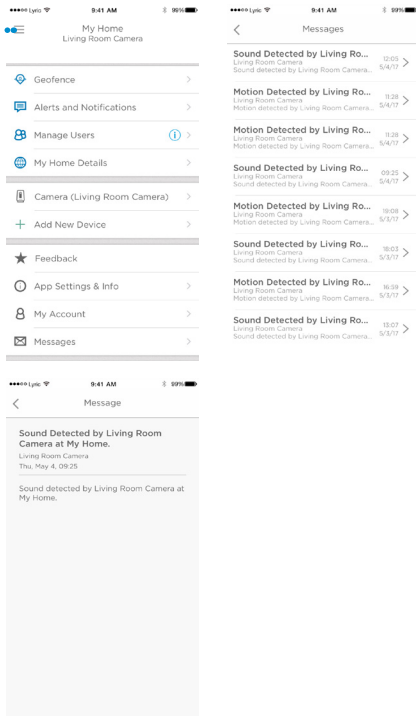 Lyric 9:41 AM 99%
My Home
Living Room Camera
Geofence
Alerts and Notifications
Manage Users
My Home Details
Camera (Living Room Camera)
Add New Device
Feedback
App Settings & Info
My Account
Messages
Lyric 9:41 AM 99%
Messages
Sound Detected by Living Ro...
Living Room Camera
Sound detected by Living Room Camera...
12:05
5/4/17
Motion Detected by Living Ro...
Living Room Camera
Motion detected by Living Room Camera...
11:28
5/4/17
Motion Detected by Living Ro...
Living Room Camera
Motion detected by Living Room Camera...
11:28
5/4/17
Sound Detected by Living Ro...
Living Room Camera
Sound detected by Living Room Camera...
09:25
5/4/17
Motion Detected by Living Ro...
Living Room Camera
Motion detected by Living Room Camera...
19:08
5/3/17
Sound Detected by Living Ro...
Living Room Camera
Sound detected by Living Room Camera...
18:03
5/3/17
Motion Detected by Living Ro...
Living Room Camera
Motion detected by Living Room Camera...
16:39
5/3/17
Sound Detected by Living Ro...
Living Room Camera
Sound detected by Living Room Camera...
13:07
5/3/17
Lyric 9:41 AM 99%
Message
Sound Detected by Living Room
Camera at My Home.
Living Room Camera
Thu, May 4, 09:25
Sound detected by Living Room Camera at
My Home.